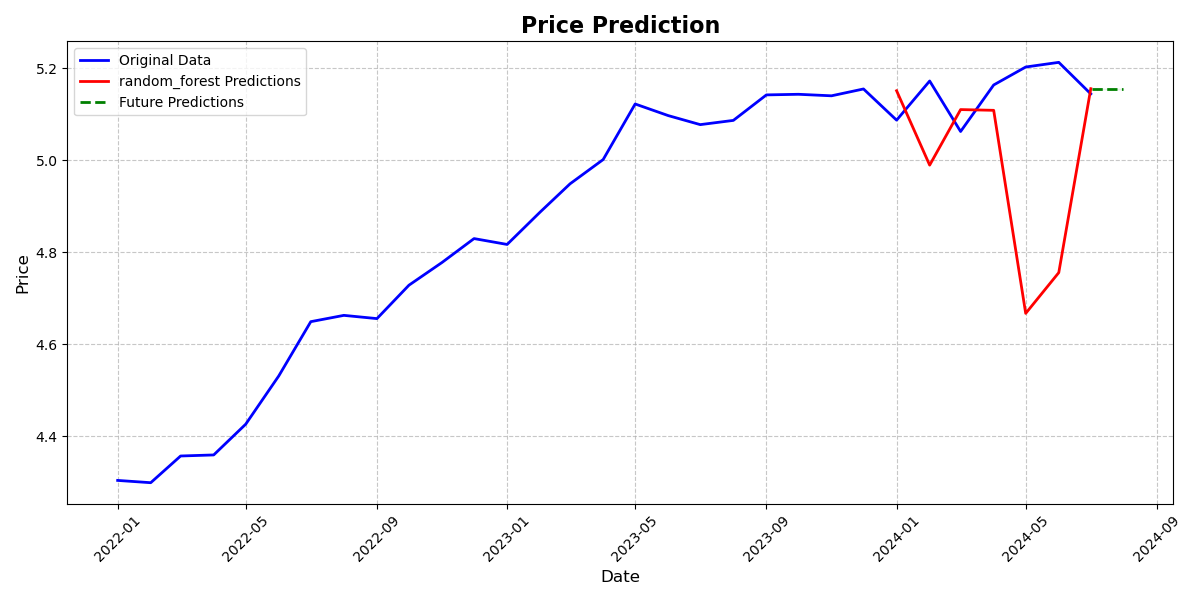 Price Prediction
Original Data
random_forest Predictions
Future Predictions
Price
5.2
5.0
4.8
4.6
4.4
2022-01
2022-05
2022-09
2023-01
2023-05
2023-09
2024-01
2024-05
2024-09
Date